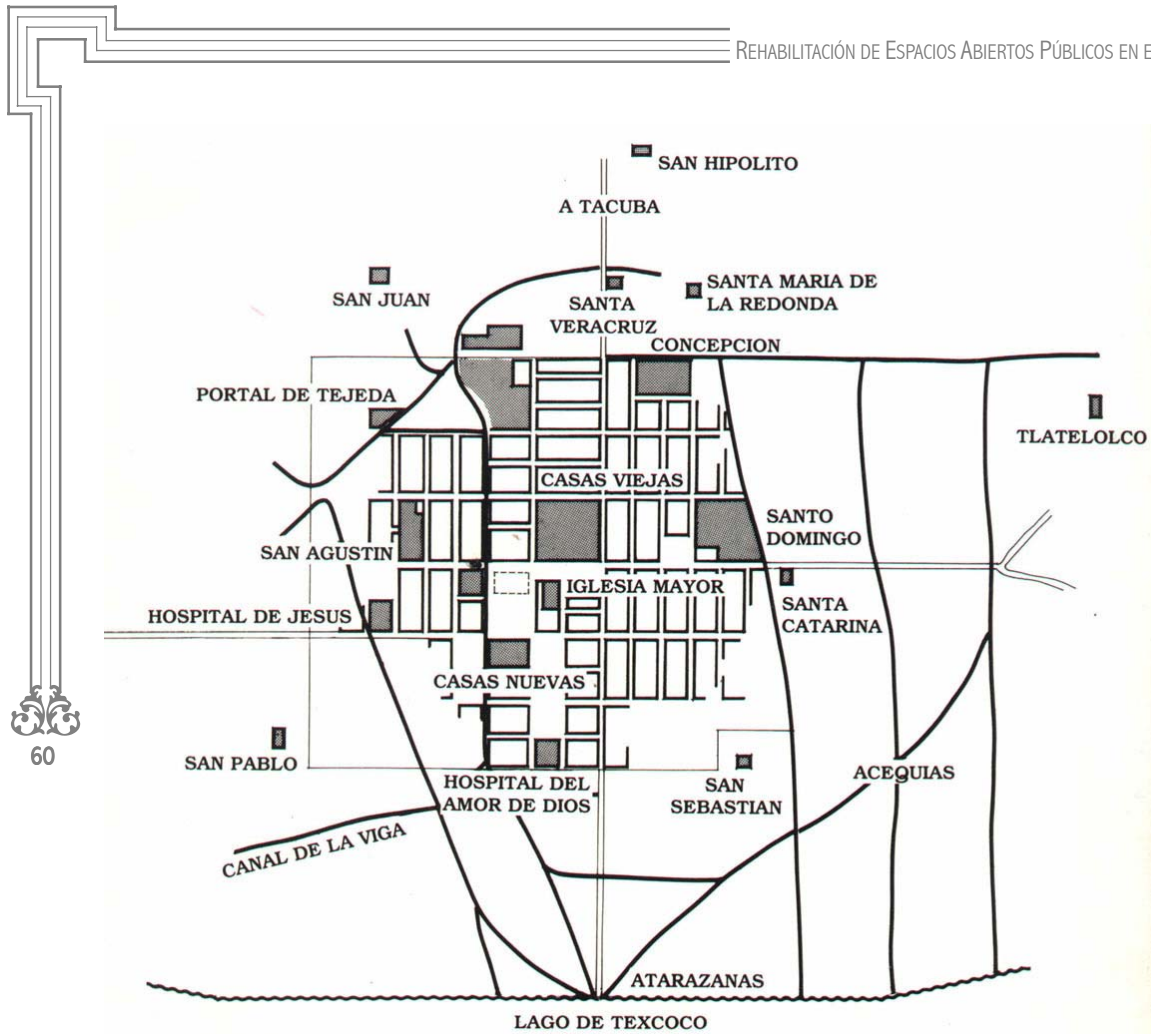 REHABILITACIÓN DE ESPACIOS ABIERTOS PÚBLICOS EN E
SAN HIPOLITO
A TACUBA
SAN JUAN
SANTA
VERACRUZ
SANTA MARIA DE
LA REDONDA
CONCEPCION
PORTAL DE TEJEDA
TLATELOLCO
CASAS VIEJAS
SANTO
DOMINGO
SAN AGUSTIN
IGLESIA MAYOR
HOSPITAL DE JESUS
SANTA
CATARINA
CASAS NUEVAS
60
SAN PABLO
HOSPITAL DEL
AMOR DE DIOS
SAN
SEBASTIAN
ACEQUIAS
CANAL DE LA VIGA
ATARAZANAS
LAGO DE TEXCOCO